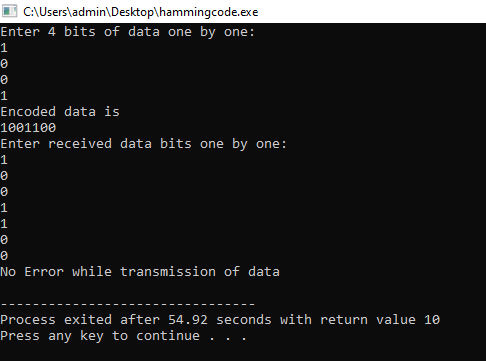 C:\Users\admin\Desktop\hammingcode.exe
Enter 4 bits of data one by one:
1
0
0
1
Encoded data is
1001100
Enter received data bits one by one:
1
0
0
1
1
0
0
No Error while transmission of data
--------------------------------
Process exited after 54.92 seconds with return value 10
Press any key to continue . . .